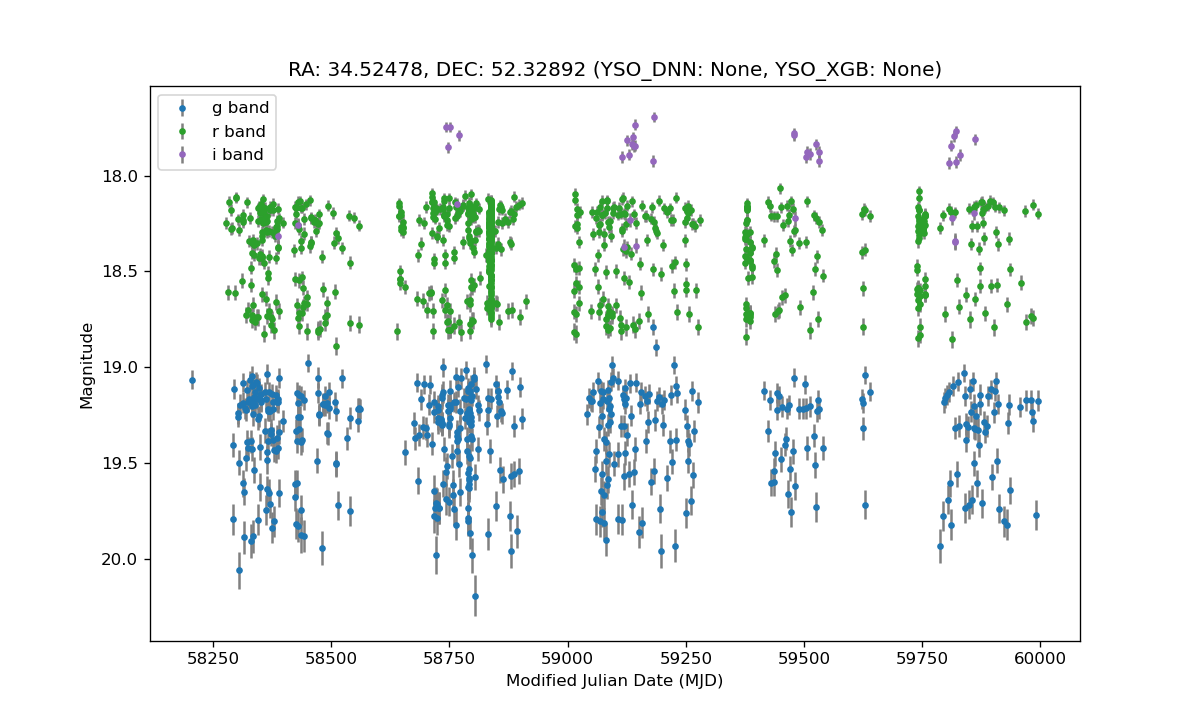 RA: 34.52478, DEC: 52.32892 (YSO_DNN: None, YSO_XGB: None)
g band
r band
i band
18.0
18.5
19.0
19.5
20.0
Magnitude
58250 58500 58750 59000 59250 59500 59750 60000
Modified Julian Date (MJD)